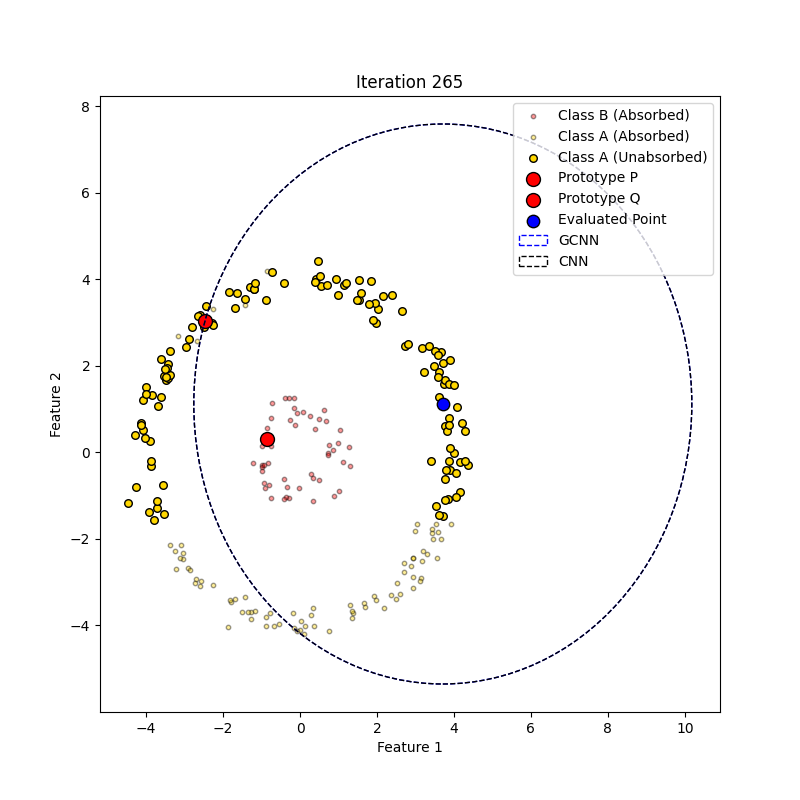 Iteration 265
Class B (Absorbed)
Class A (Absorbed)
Class A (Unabsorbed)
Prototype P
Prototype Q
Evaluated Point
GCNN
CNN
8
6
4
2
0
−2
−4
Feature 2
−4 −2 0 2 4 6 8 10
Feature 1